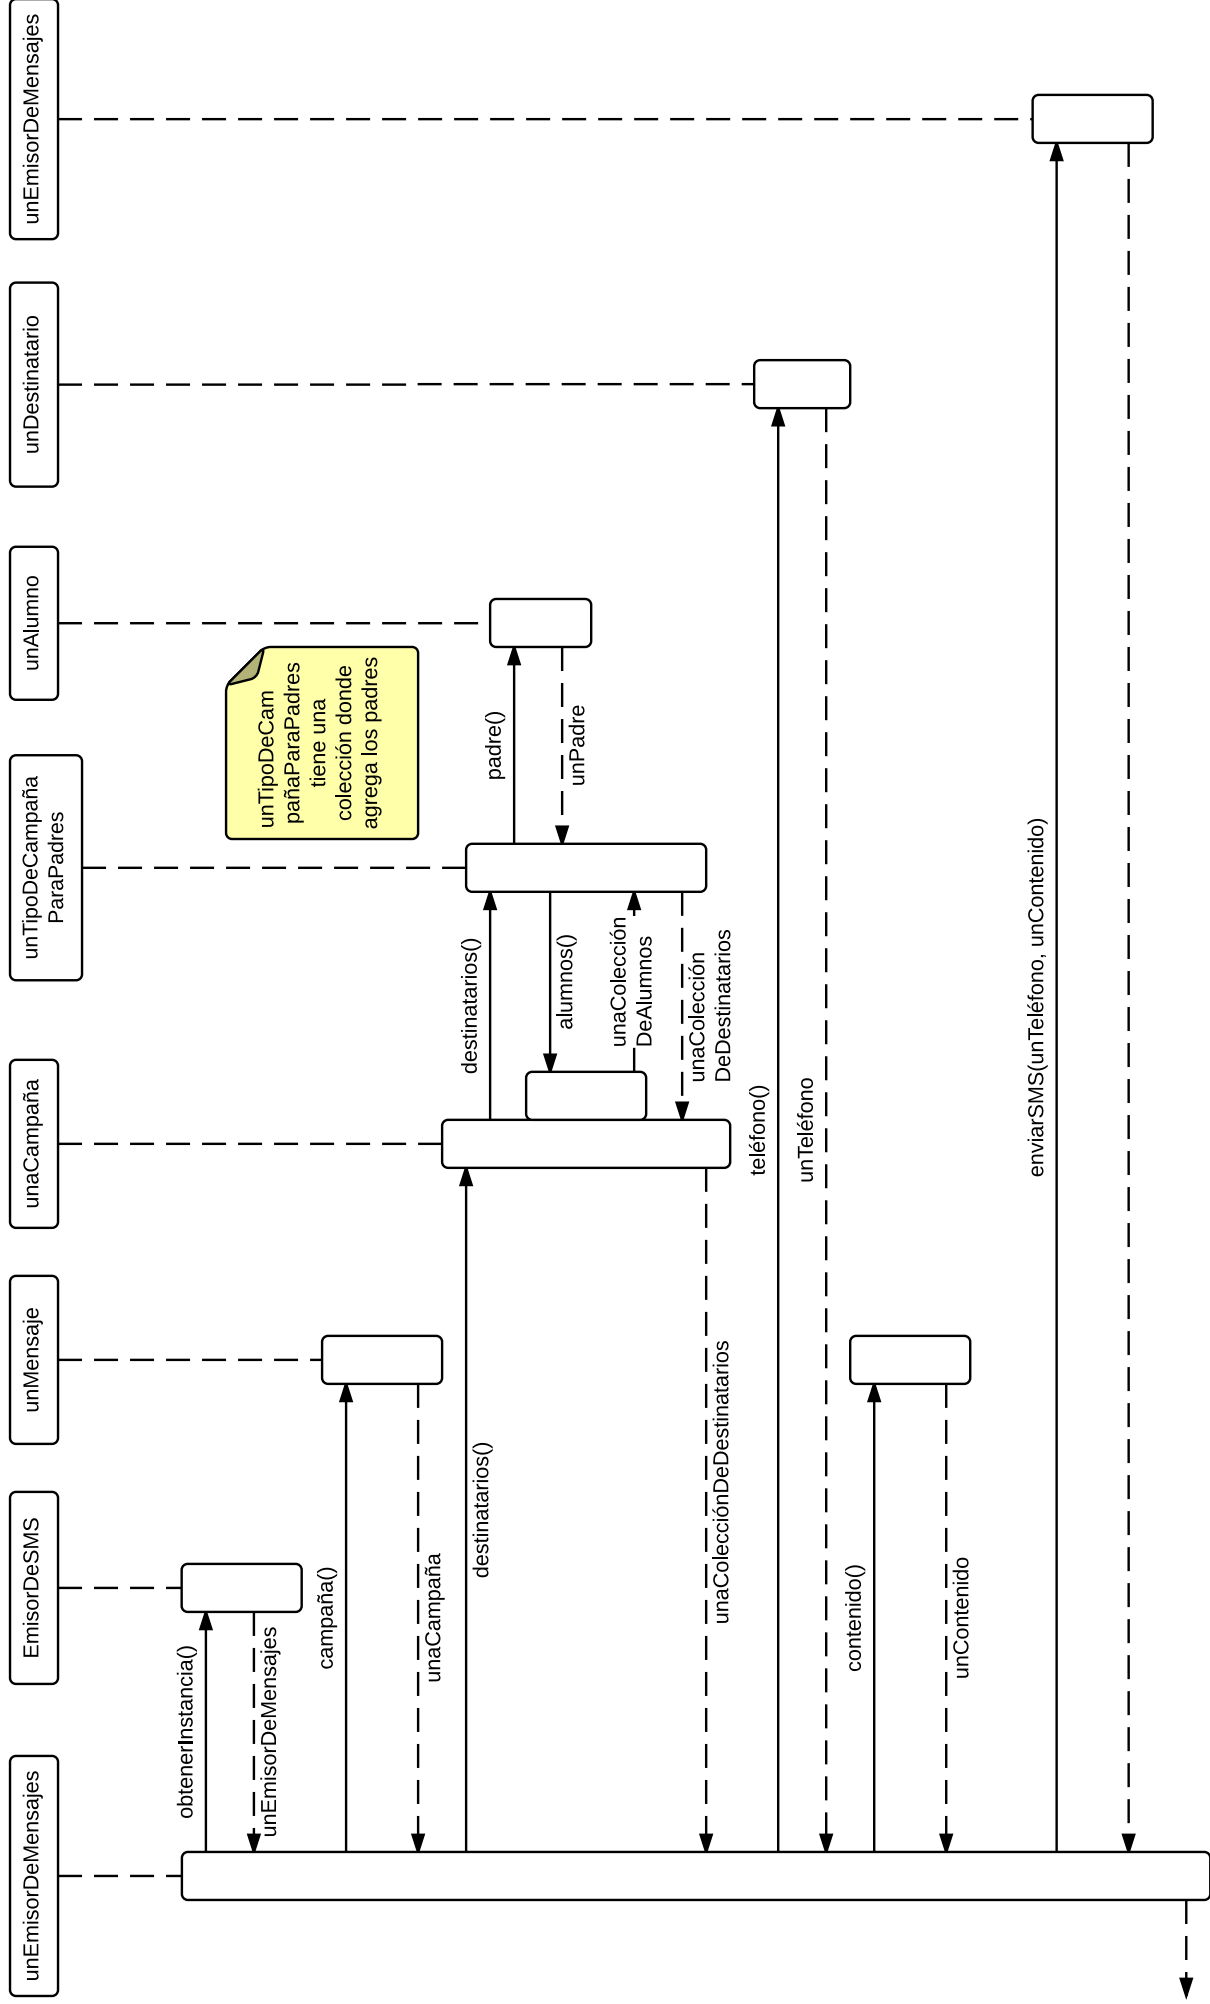 unEmisorDeMensajes
EmisorDeSMS
unMensaje
unaCampaña
unTipoDeCampaña
ParaPadres
unAlumno
unDestinatario
unEmisorDeMensajes
obtenerInstancia()
unEmisorDeMensajes
unTipoDeCam
pañaParaPadres
tiene una
colección donde
agrega los padres
campaña()
unaCampaña
destinatarios()
destinatarios()
padre()
alumnos()
unPadre
unaColección
DeAlumnos
unaColección
DeDestinatarios
unaColecciónDeDestinatarios
teléfono()
unTeléfono
contenido()
unContenido
enviarSMS(unTeléfono, unContenido)